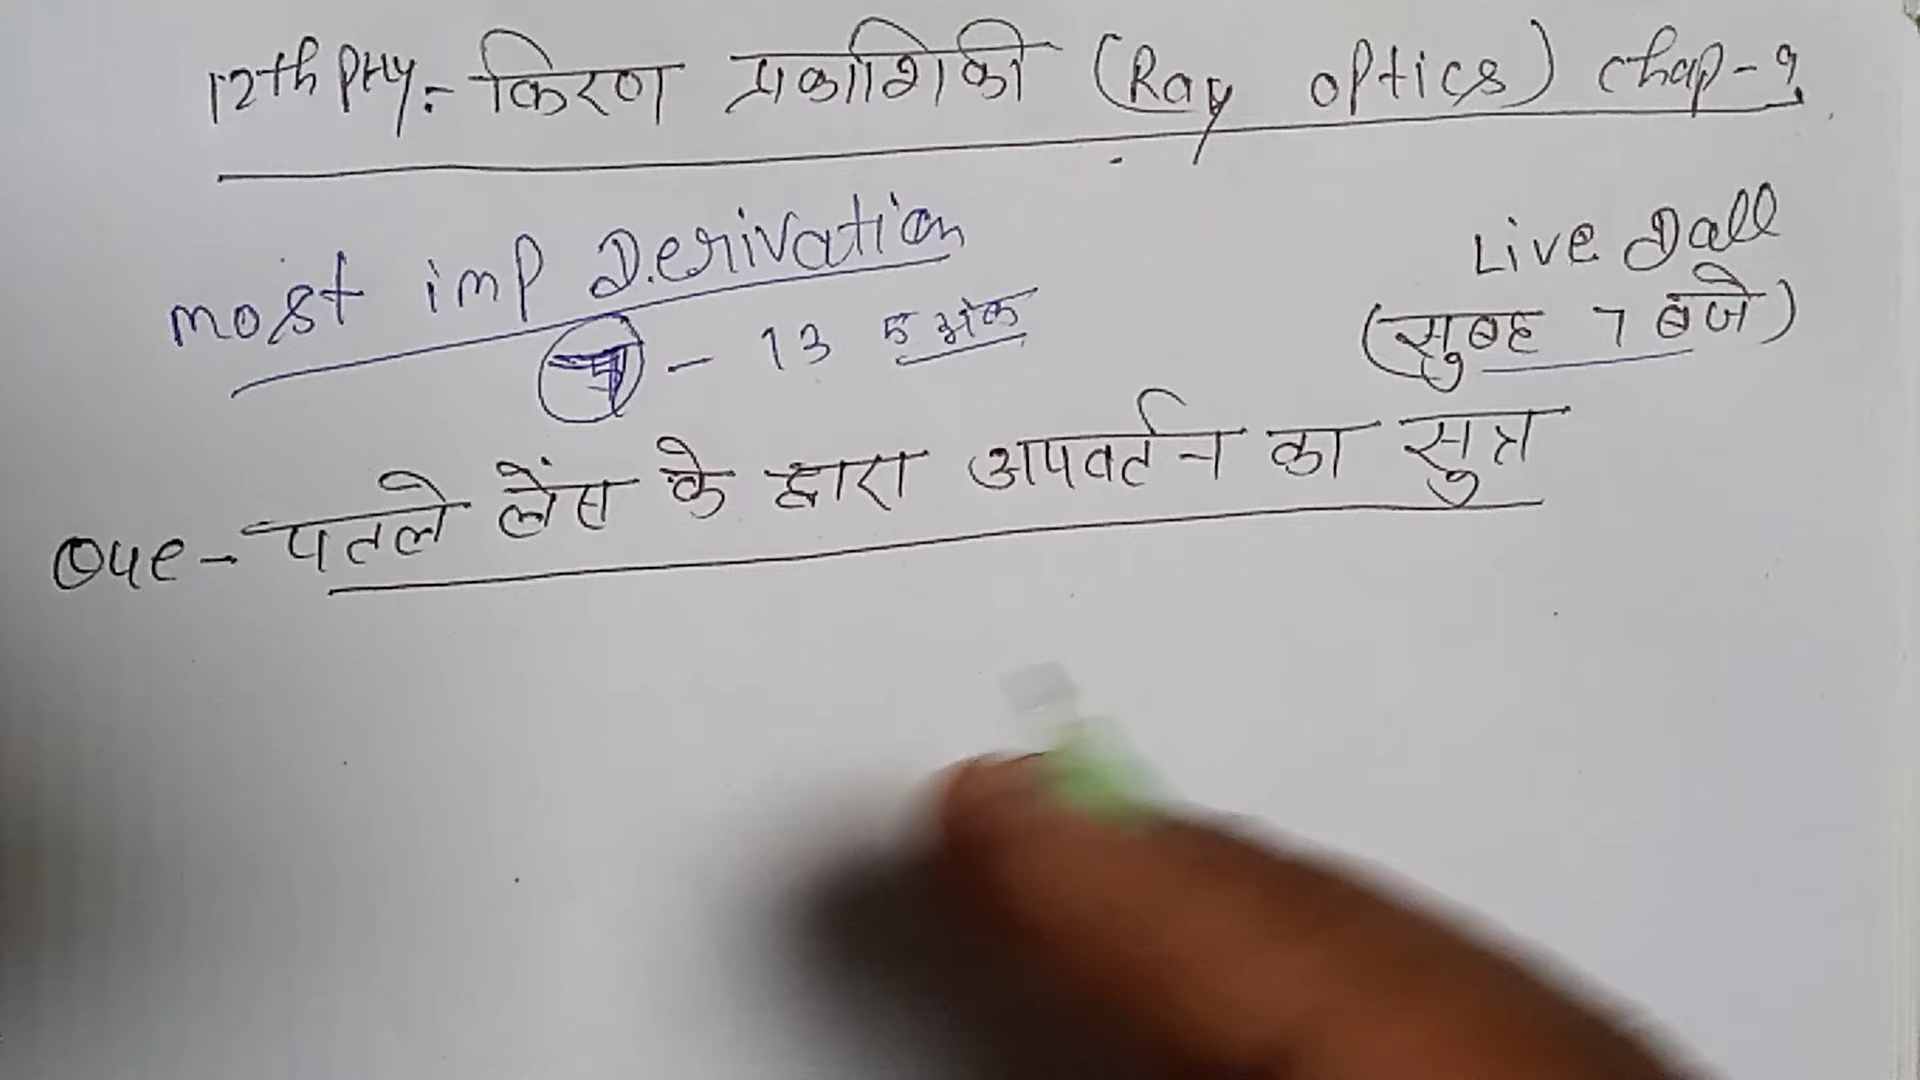 12th Phy:- किरण प्रकाशिकी (Ray optics) Chap-9
most imp Derivation
- 13 5 अंक
Live Dall
(सुबह 7 बजे)
Que - पतले लेंस के द्वारा अपवर्तन का सुत्र